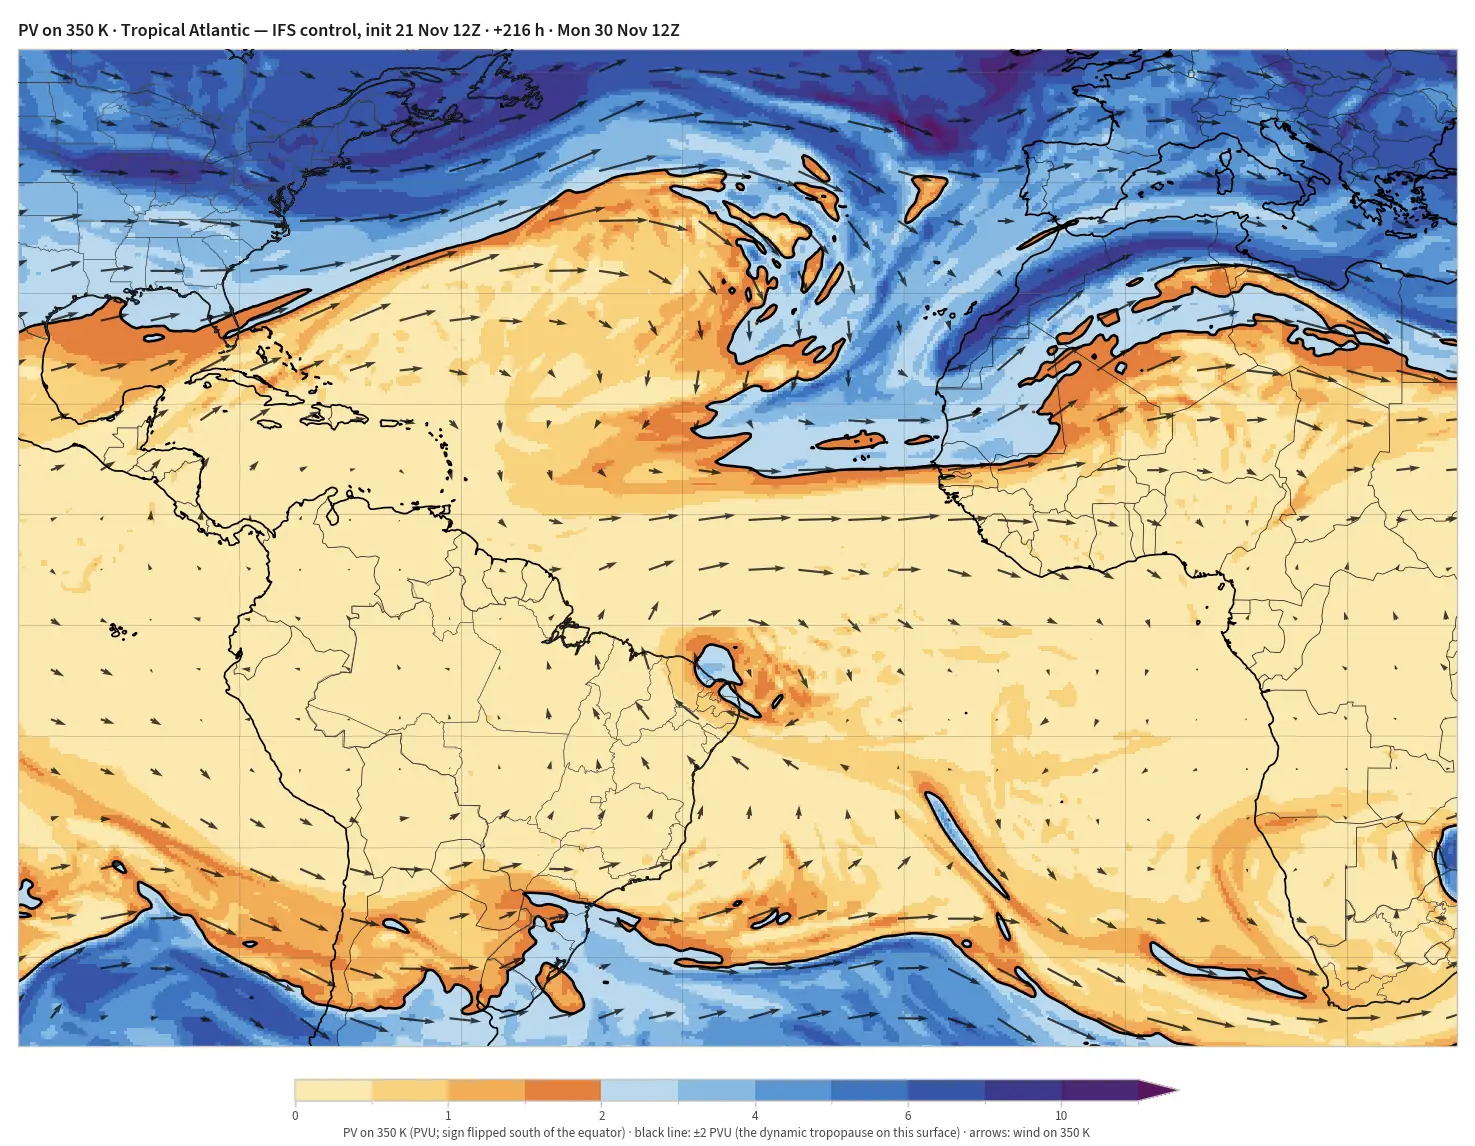 PV on 350 K · Tropical Atlantic — IFS control, init 21 Nov 12Z · +216 h · Mon 30 Nov 12Z
0 1 2 4 6 10
PV on 350 K (PVU; sign flipped south of the equator) · black line: ±2 PVU (the dynamic tropopause on this surface) · arrows: wind on 350 K